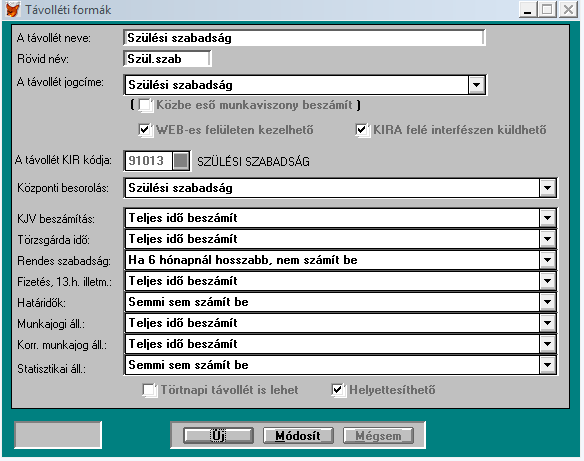 Távolléti formák
A távollét neve: Szülési szabadság
Rövid név: Szül.szab
A távollét jogcíme: Szülési szabadság
( Közbe eső munkaviszony beszámít )
WEB-es felületen kezelhető KIRA felé interfészen küldhető
A távollét KIR kódja: 91013 SZÜLÉSI SZABADSÁG
Központi besorolás: Szülési szabadság
KJV beszámítás: Teljes idő beszámít
Törzsgárda idő: Teljes idő beszámít
Rendes szabadság: Ha 6 hónapnál hosszabb, nem számít be
Fizetés, 13.h. illetm.: Teljes idő beszámít
Határidők: Semmi sem számít be
Munkajogi áll.: Teljes idő beszámít
Korr. munkajog áll.: Teljes idő beszámít
Statisztikai áll.: Semmi sem számít be
Törtnapi távollét is lehet Helyettesíthető
Új Módosít Mégsem